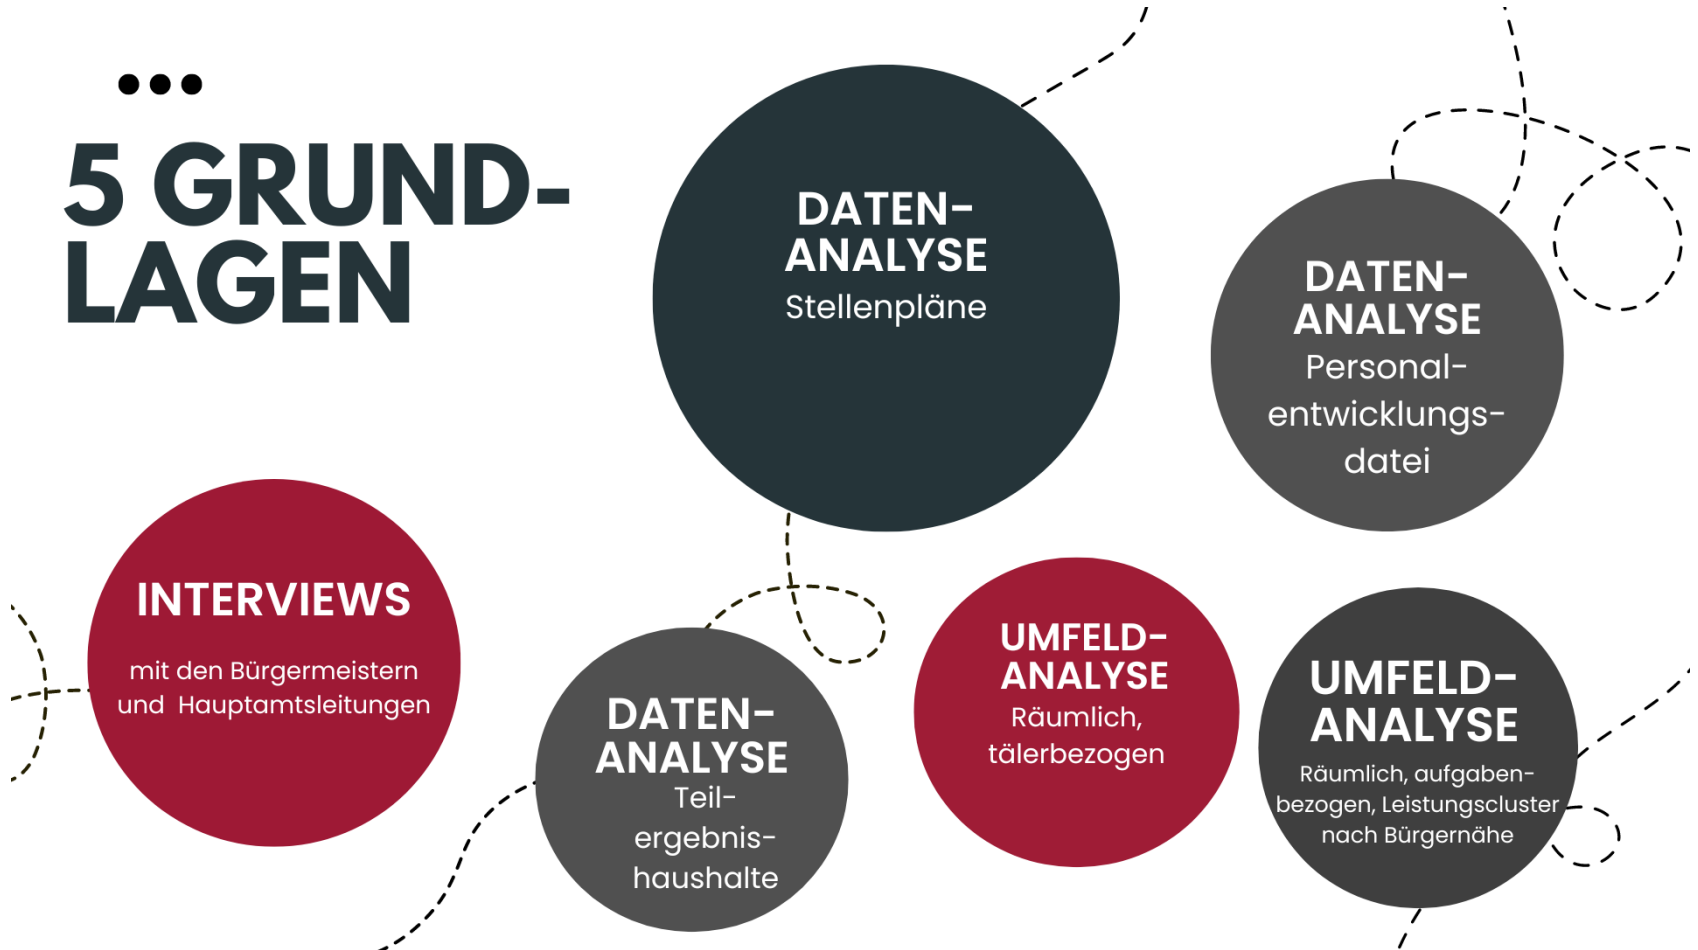 5 GRUND-
LAGEN
DATEN-
ANALYSE
Stellenpläne
DATEN-
ANALYSE
Personal-
entwicklungs-
datei
INTERVIEWS
mit den Bürgermeistern
und Hauptamtsleitungen
DATEN-
ANALYSE
Teil-
ergebnis-
haushalte
UMFELD-
ANALYSE
Räumlich,
tälerbezogen
UMFELD-
ANALYSE
Räumlich, aufgaben-
bezogen, Leistungscluster
nach Bürgernähe